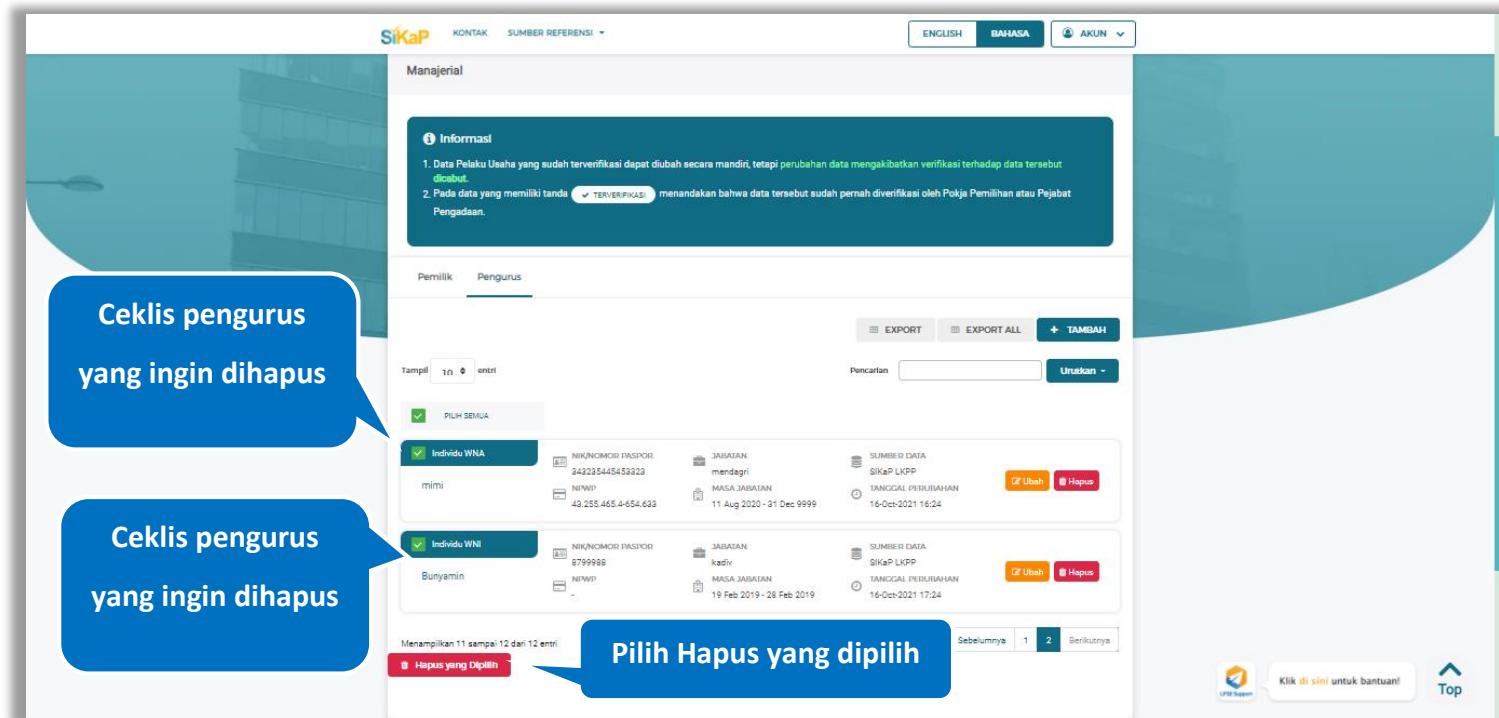 SiKaP KONTAK SUMBER REFERENSI ENGLISH BAHASA AKUN
Manajerial
Informasi
1. Data Pelaku Usaha yang sudah terverifikasi dapat diubah secara mandiri, tetapi perubahan data mengakibatkan verifikasi terhadap data tersebut
dicabut.
2. Pada data yang memiliki tanda TERVERIFIKASI menandakan bahwa data tersebut sudah pernah diverifikasi oleh Pokja Pemilihan atau Pejabat
Pengadaan.
Pemilik Pengurus
Ceklis pengurus
yang ingin dihapus
EXPORT EXPORT ALL + TAMBAH
Tampil 10 entri Pencarian Urutkan
PILIH SEMUA
Individu WNA NIK/NOMOR PASPOR JABATAN SUMBER DATA
343235445453323 mendagri SIKaP LKPP
mimi NPWP MASA JABATAN TANGGAL PERUBAHAN Ubah Hapus
43.255.465.4-654.633 11 Aug 2020 - 31 Dec 9999 16-Oct-2021 16:24
Ceklis pengurus
yang ingin dihapus
Individu WNI NIK/NOMOR PASPOR JABATAN SUMBER DATA
8799988 kadiv SIKaP LKPP
Bunyamin NPWP MASA JABATAN TANGGAL PERUBAHAN Ubah Hapus
- 19 Feb 2019 - 28 Feb 2019 16-Oct-2021 17:24
Menampilkan 11 sampai 12 dari 12 entri Sebelumnya 1 2 Berikutnya
Hapus yang Dipilih
Pilih Hapus yang dipilih
LPSE Support
Klik di sini untuk bantuan!
Top